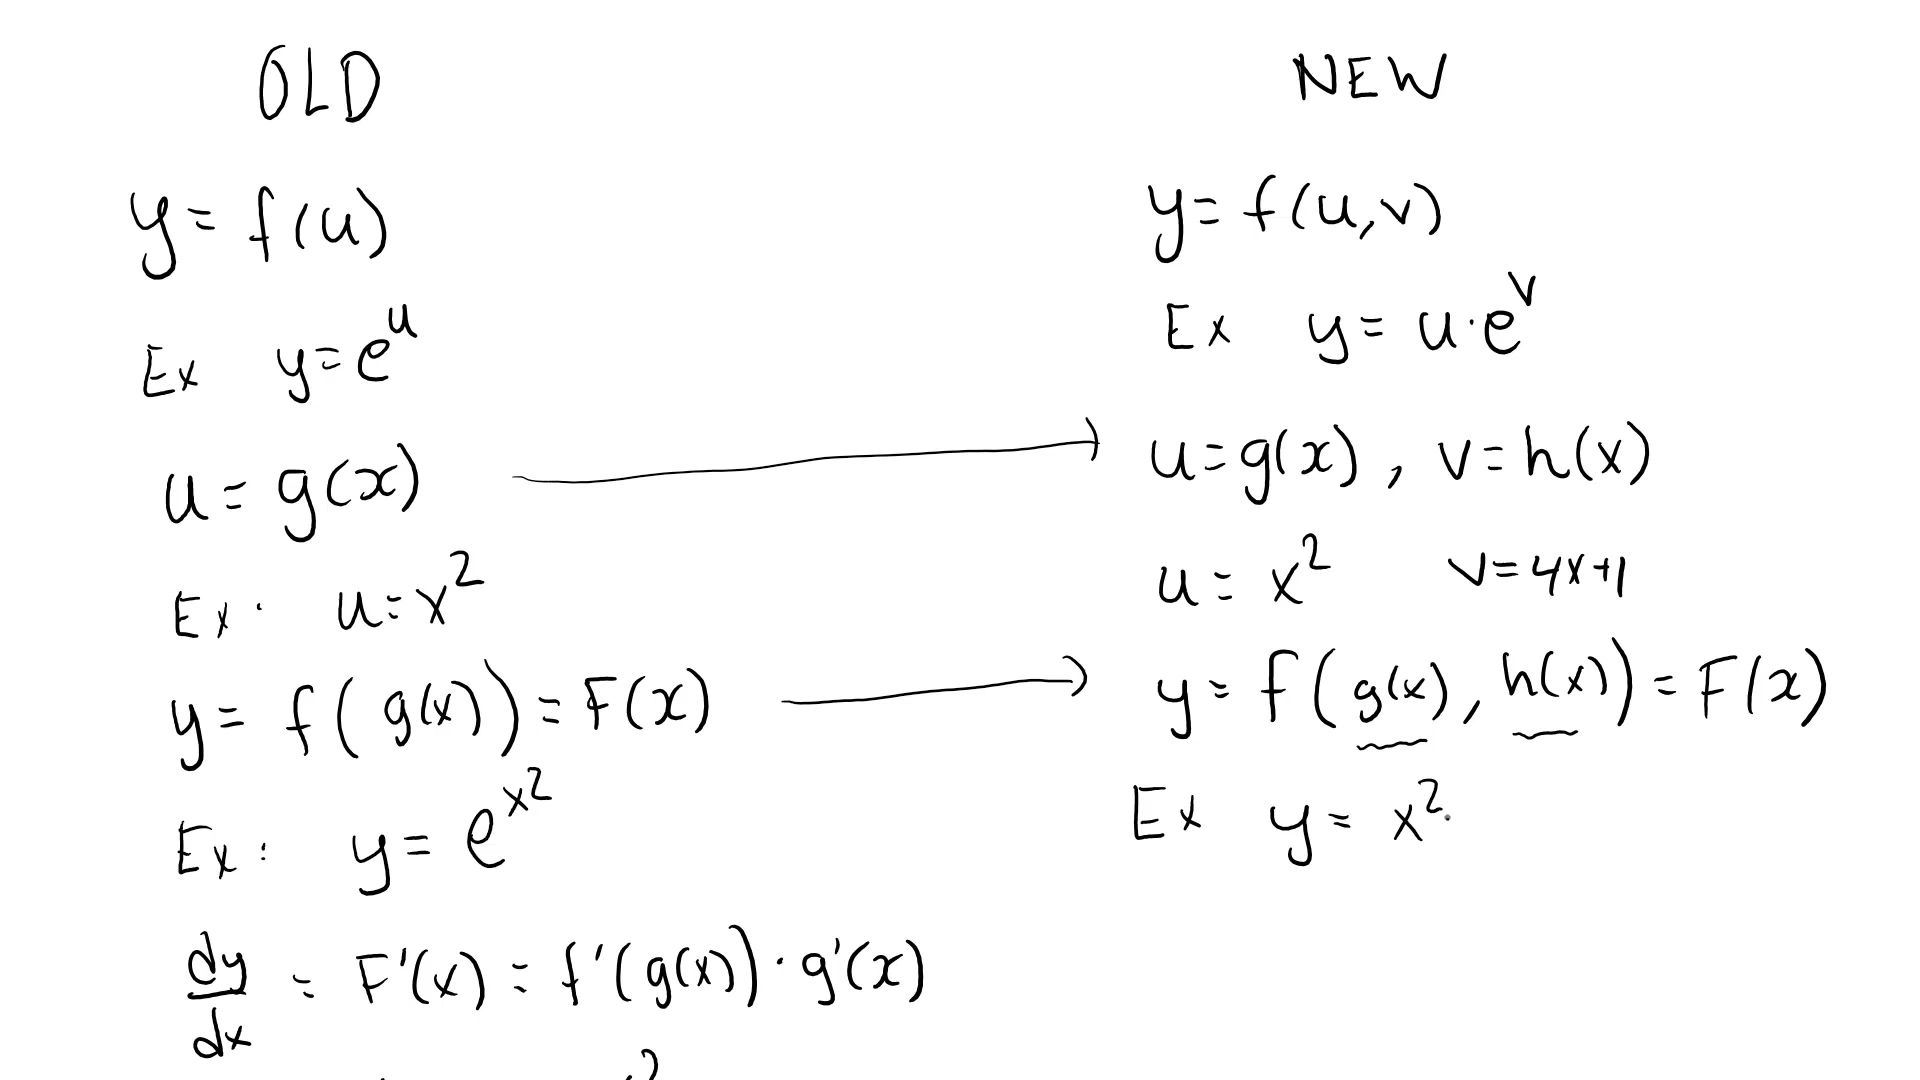 OLD
y = f(u)
Ex y = e^u
u = g(x)
Ex. u = x^2
y = f(g(x)) = F(x)
Ex: y = e^{x^2}
dy/dx = F'(x) = f'(g(x)) · g'(x)
NEW
y = f(u,v)
Ex y = u·e^v
u = g(x), v = h(x)
u = x^2 v = 4x+1
y = f(g(x), h(x)) = F(x)
Ex y = x^2·